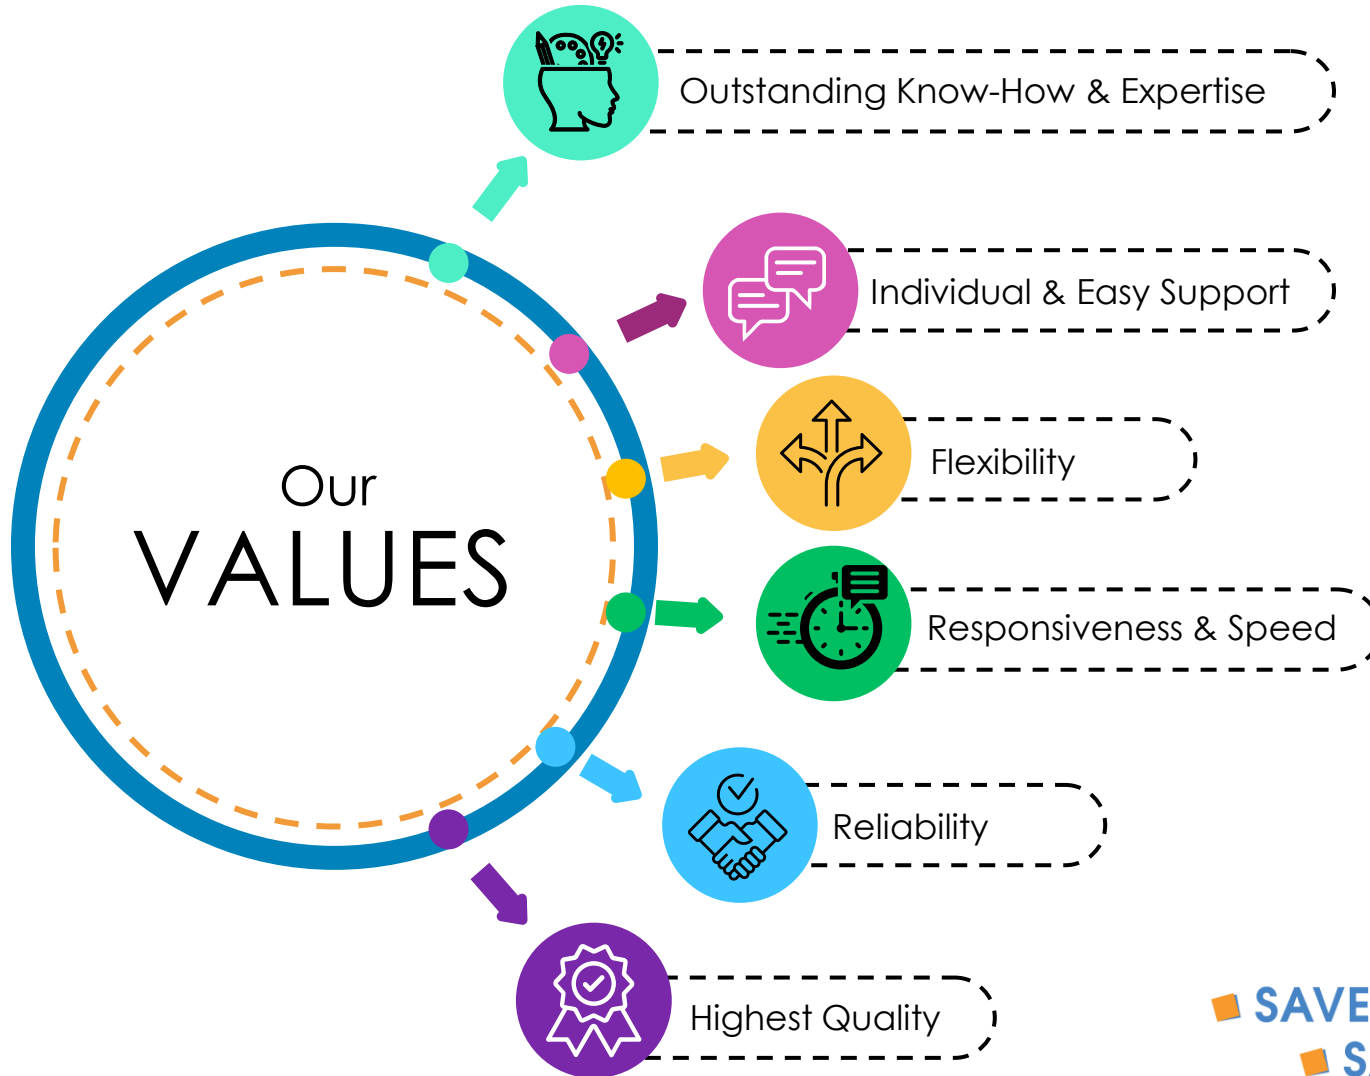 Outstanding Know-How & Expertise
Individual & Easy Support
Our
VALUES
Flexibility
Responsiveness & Speed
Reliability
Highest Quality
SAVE